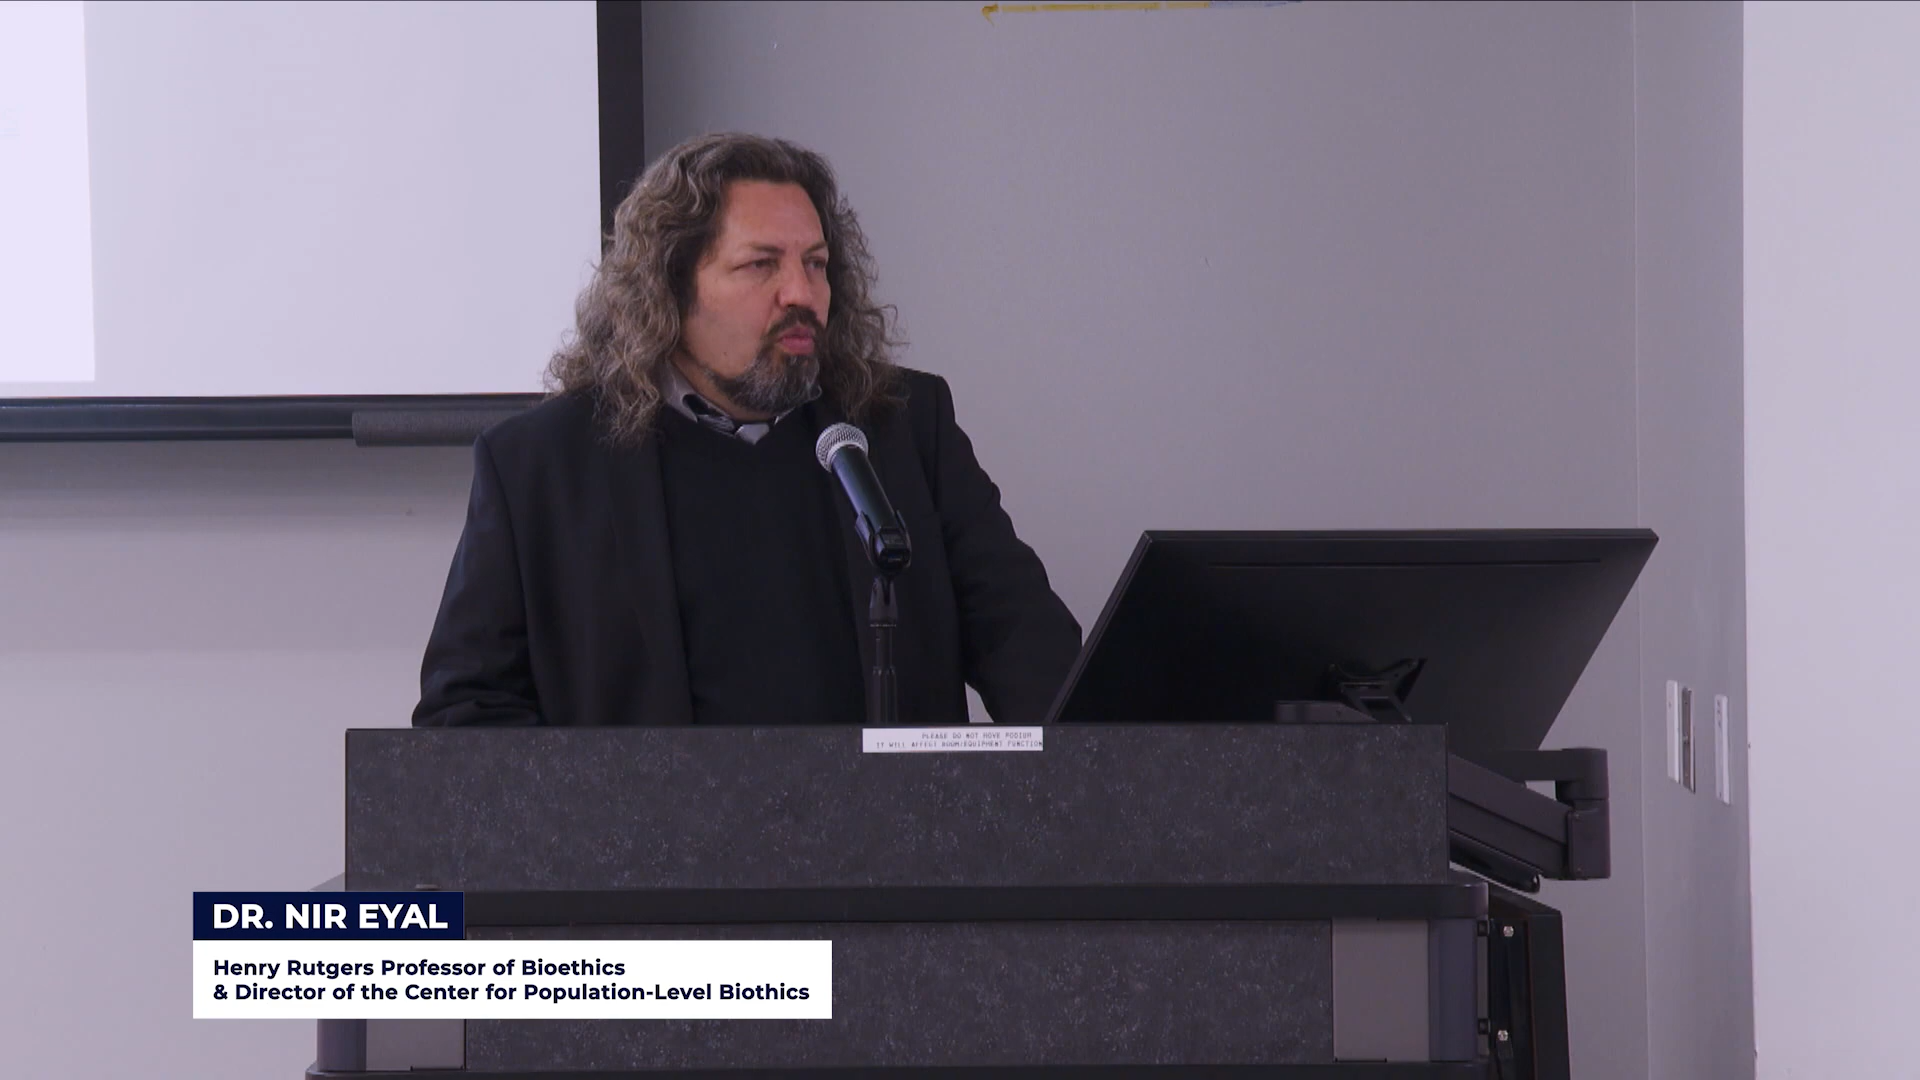 PLEASE DO NOT MOVE PODIUM
IT WILL AFFECT ROOM/EQUIPMENT FUNCTION
DR. NIR EYAL
Henry Rutgers Professor of Bioethics
& Director of the Center for Population-Level Biothics